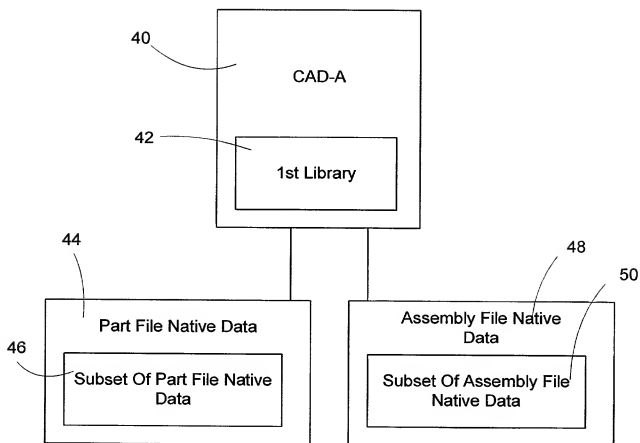 40
CAD-A
42
1st Library
44
48
50
Part File Native Data
Assembly File Native
Data
46
Subset Of Part File Native
Data
Subset Of Assembly File
Native Data